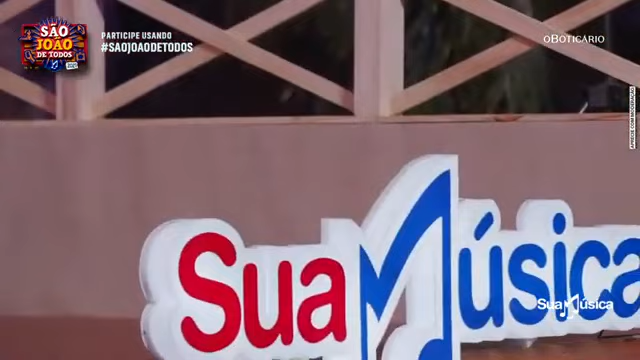 SÃO
JOÃO
DE TODOS
PARTICIPE USANDO
#SAOJOAODETODOS
oBoticário
SuaMúsica
SuaMúsica